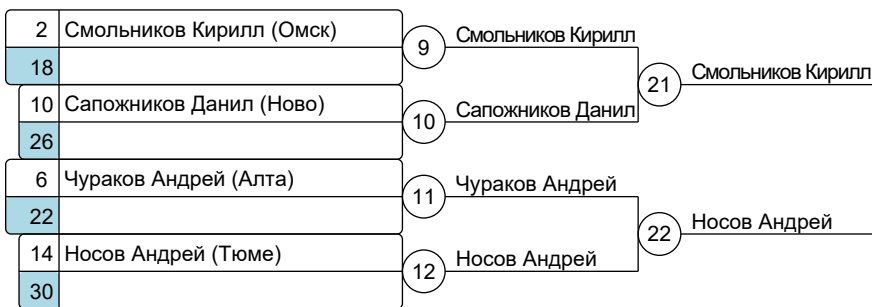 2 Смольников Кирилл (Омск)
18
9
Смольников Кирилл
10 Сапожников Данил (Ново)
26
10
Сапожников Данил
21
Смольников Кирилл
6 Чураков Андрей (Алта)
22
11
Чураков Андрей
14 Носов Андрей (Тюме)
30
12
Носов Андрей
22
Носов Андрей